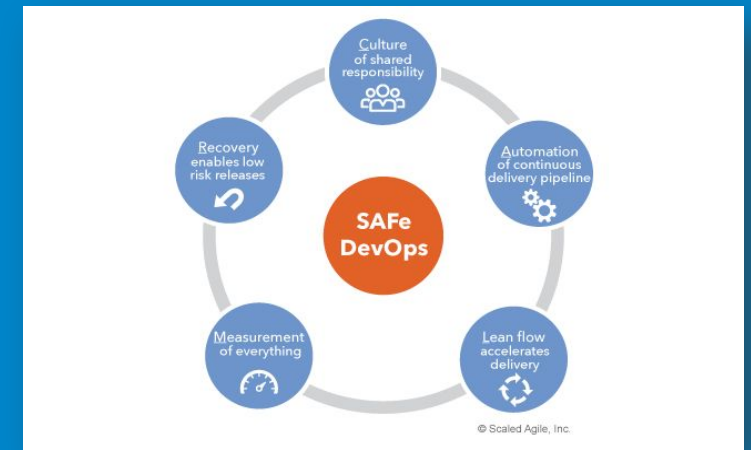 Culture
of shared
responsibility
Automation
of continuous
delivery pipeline
Lean flow
accelerates
delivery
Measurement
of everything
Recovery
enables low
risk releases
SAFe
DevOps
© Scaled Agile, Inc.